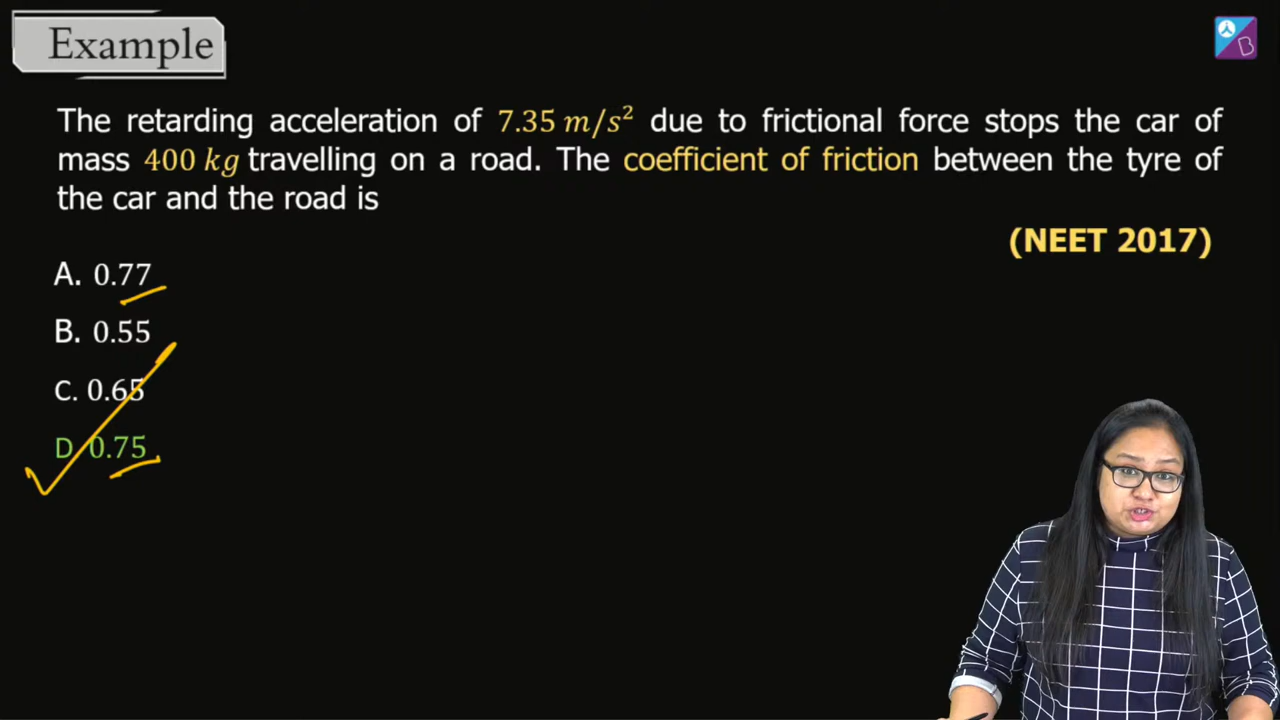 Example
The retarding acceleration of 7.35 m/s² due to frictional force stops the car of
mass 400 kg travelling on a road. The coefficient of friction between the tyre of
the car and the road is
(NEET 2017)
A. 0.77
B. 0.55
C. 0.65
D. 0.75
B